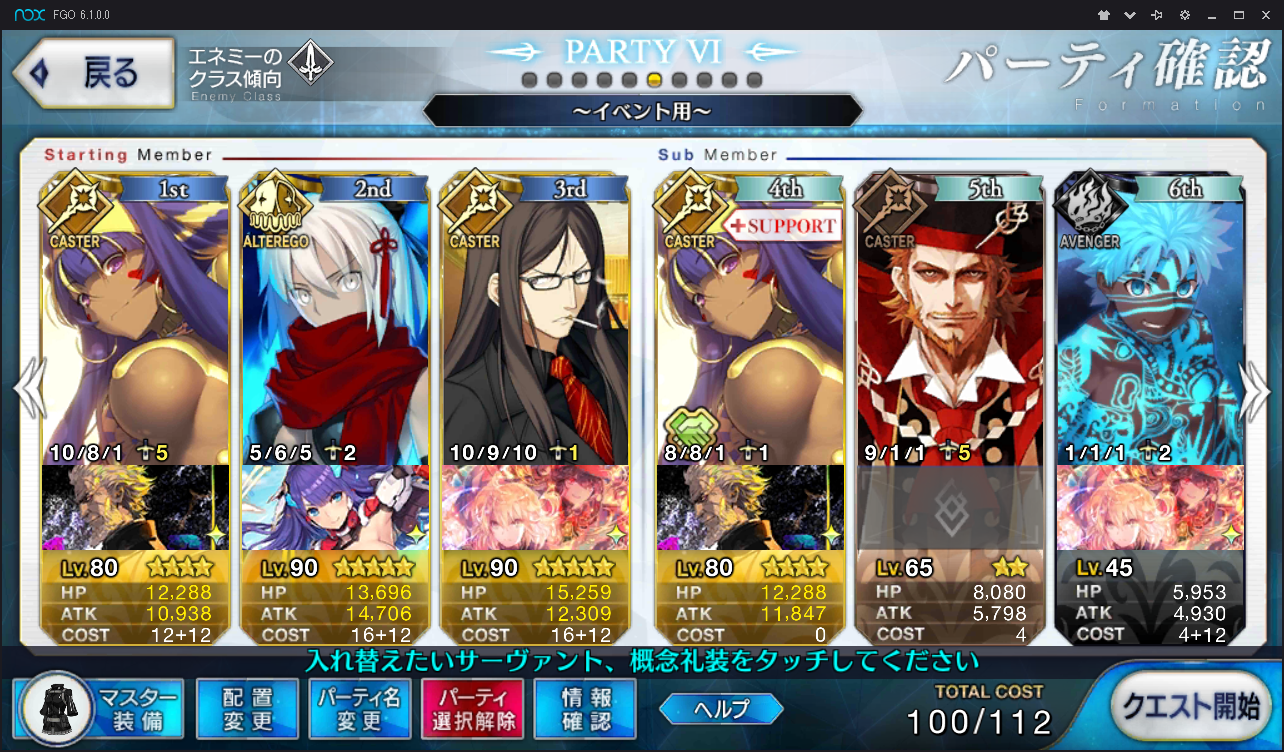 nox FGO 6.1.0.0
戻る
エネミーの
クラス傾向
Enemy Class
PARTY VI
～イベント用～
パーティ確認
Formation
Starting Member
Sub Member
1st
CASTER
10/8/1 5
Lv.80
HP 12,288
ATK 10,938
COST 12+12
2nd
ALTEREGO
5/6/5 2
Lv.90
HP 13,696
ATK 14,706
COST 16+12
3rd
CASTER
10/9/10 1
Lv.90
HP 15,259
ATK 12,309
COST 16+12
4th
+SUPPORT
CASTER
8/8/1 1
Lv.80
HP 12,288
ATK 11,847
COST 0
5th
CASTER
9/1/1 5
Lv.65
HP 8,080
ATK 5,798
COST 4
6th
AVENGER
1/1/1 2
Lv.45
HP 5,953
ATK 4,930
COST 4+12
入れ替えたいサーヴァント、概念礼装をタッチしてください
マスター
装備
配置
変更
パーティ名
変更
パーティ
選択解除
情報
確認
ヘルプ
TOTAL COST
100/112
クエスト開始